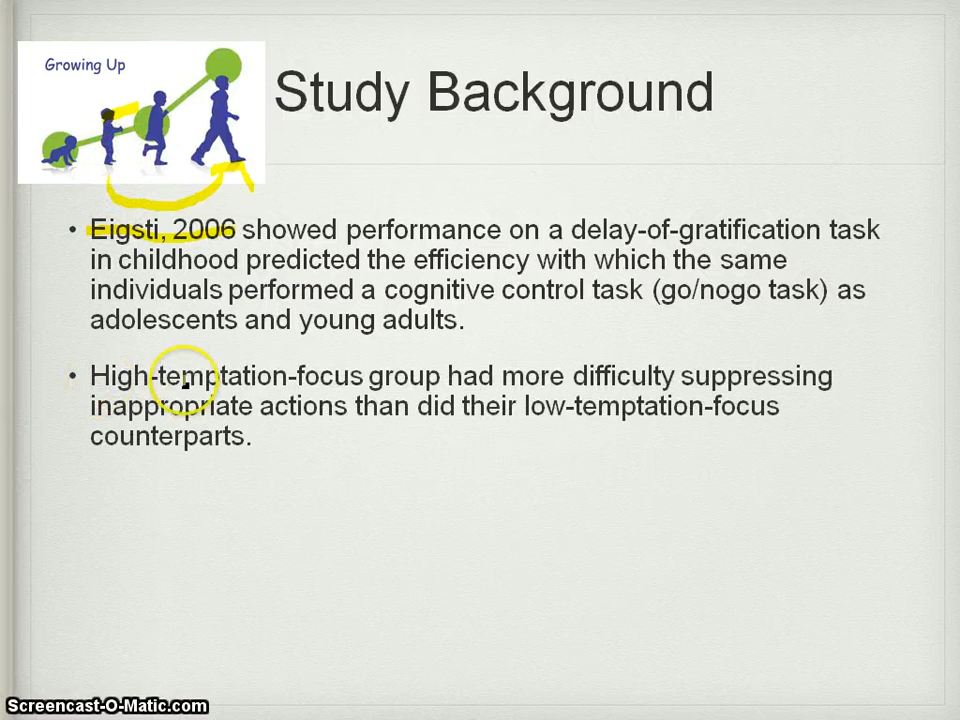 Growing Up
Study Background
• Eigsti, 2006 showed performance on a delay-of-gratification task
in childhood predicted the efficiency with which the same
individuals performed a cognitive control task (go/nogo task) as
adolescents and young adults.
• High-temptation-focus group had more difficulty suppressing
inappropriate actions than did their low-temptation-focus
counterparts.
Screencast-O-Matic.com